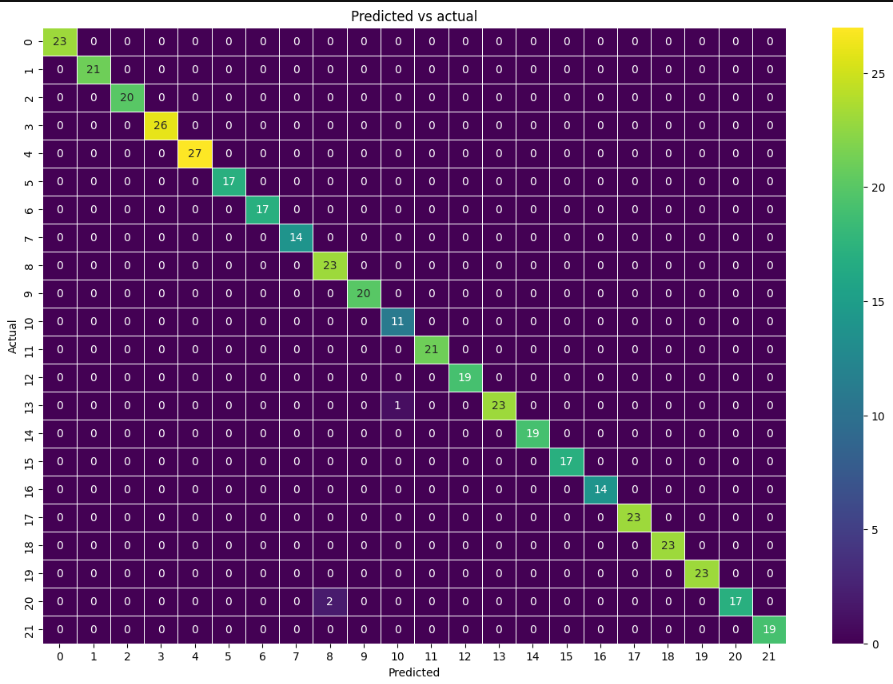 Predicted vs actual
0 23 0 0 0 0 0 0 0 0 0 0 0 0 0 0 0 0 0 0 0 0 0
1 0 21 0 0 0 0 0 0 0 0 0 0 0 0 0 0 0 0 0 0 0 0
2 0 0 20 0 0 0 0 0 0 0 0 0 0 0 0 0 0 0 0 0 0 0
3 0 0 0 26 0 0 0 0 0 0 0 0 0 0 0 0 0 0 0 0 0 0
4 0 0 0 0 27 0 0 0 0 0 0 0 0 0 0 0 0 0 0 0 0 0
5 0 0 0 0 0 17 0 0 0 0 0 0 0 0 0 0 0 0 0 0 0 0
6 0 0 0 0 0 0 17 0 0 0 0 0 0 0 0 0 0 0 0 0 0 0
7 0 0 0 0 0 0 0 14 0 0 0 0 0 0 0 0 0 0 0 0 0 0
8 0 0 0 0 0 0 0 0 23 0 0 0 0 0 0 0 0 0 0 0 0 0
9 0 0 0 0 0 0 0 0 0 20 0 0 0 0 0 0 0 0 0 0 0 0
10 0 0 0 0 0 0 0 0 0 0 11 0 0 0 0 0 0 0 0 0 0 0
11 0 0 0 0 0 0 0 0 0 0 0 21 0 0 0 0 0 0 0 0 0 0
12 0 0 0 0 0 0 0 0 0 0 0 0 19 0 0 0 0 0 0 0 0 0
13 0 0 0 0 0 0 0 0 0 0 1 0 0 23 0 0 0 0 0 0 0 0
14 0 0 0 0 0 0 0 0 0 0 0 0 0 0 19 0 0 0 0 0 0 0
15 0 0 0 0 0 0 0 0 0 0 0 0 0 0 0 17 0 0 0 0 0 0
16 0 0 0 0 0 0 0 0 0 0 0 0 0 0 0 0 14 0 0 0 0 0
17 0 0 0 0 0 0 0 0 0 0 0 0 0 0 0 0 0 23 0 0 0 0
18 0 0 0 0 0 0 0 0 0 0 0 0 0 0 0 0 0 0 23 0 0 0
19 0 0 0 0 0 0 0 0 0 0 0 0 0 0 0 0 0 0 0 23 0 0
20 0 0 0 0 0 0 0 0 2 0 0 0 0 0 0 0 0 0 0 0 17 0
21 0 0 0 0 0 0 0 0 0 0 0 0 0 0 0 0 0 0 0 0 0 19
0 1 2 3 4 5 6 7 8 9 10 11 12 13 14 15 16 17 18 19 20 21
Predicted
Actual
25
20
15
10
5
0